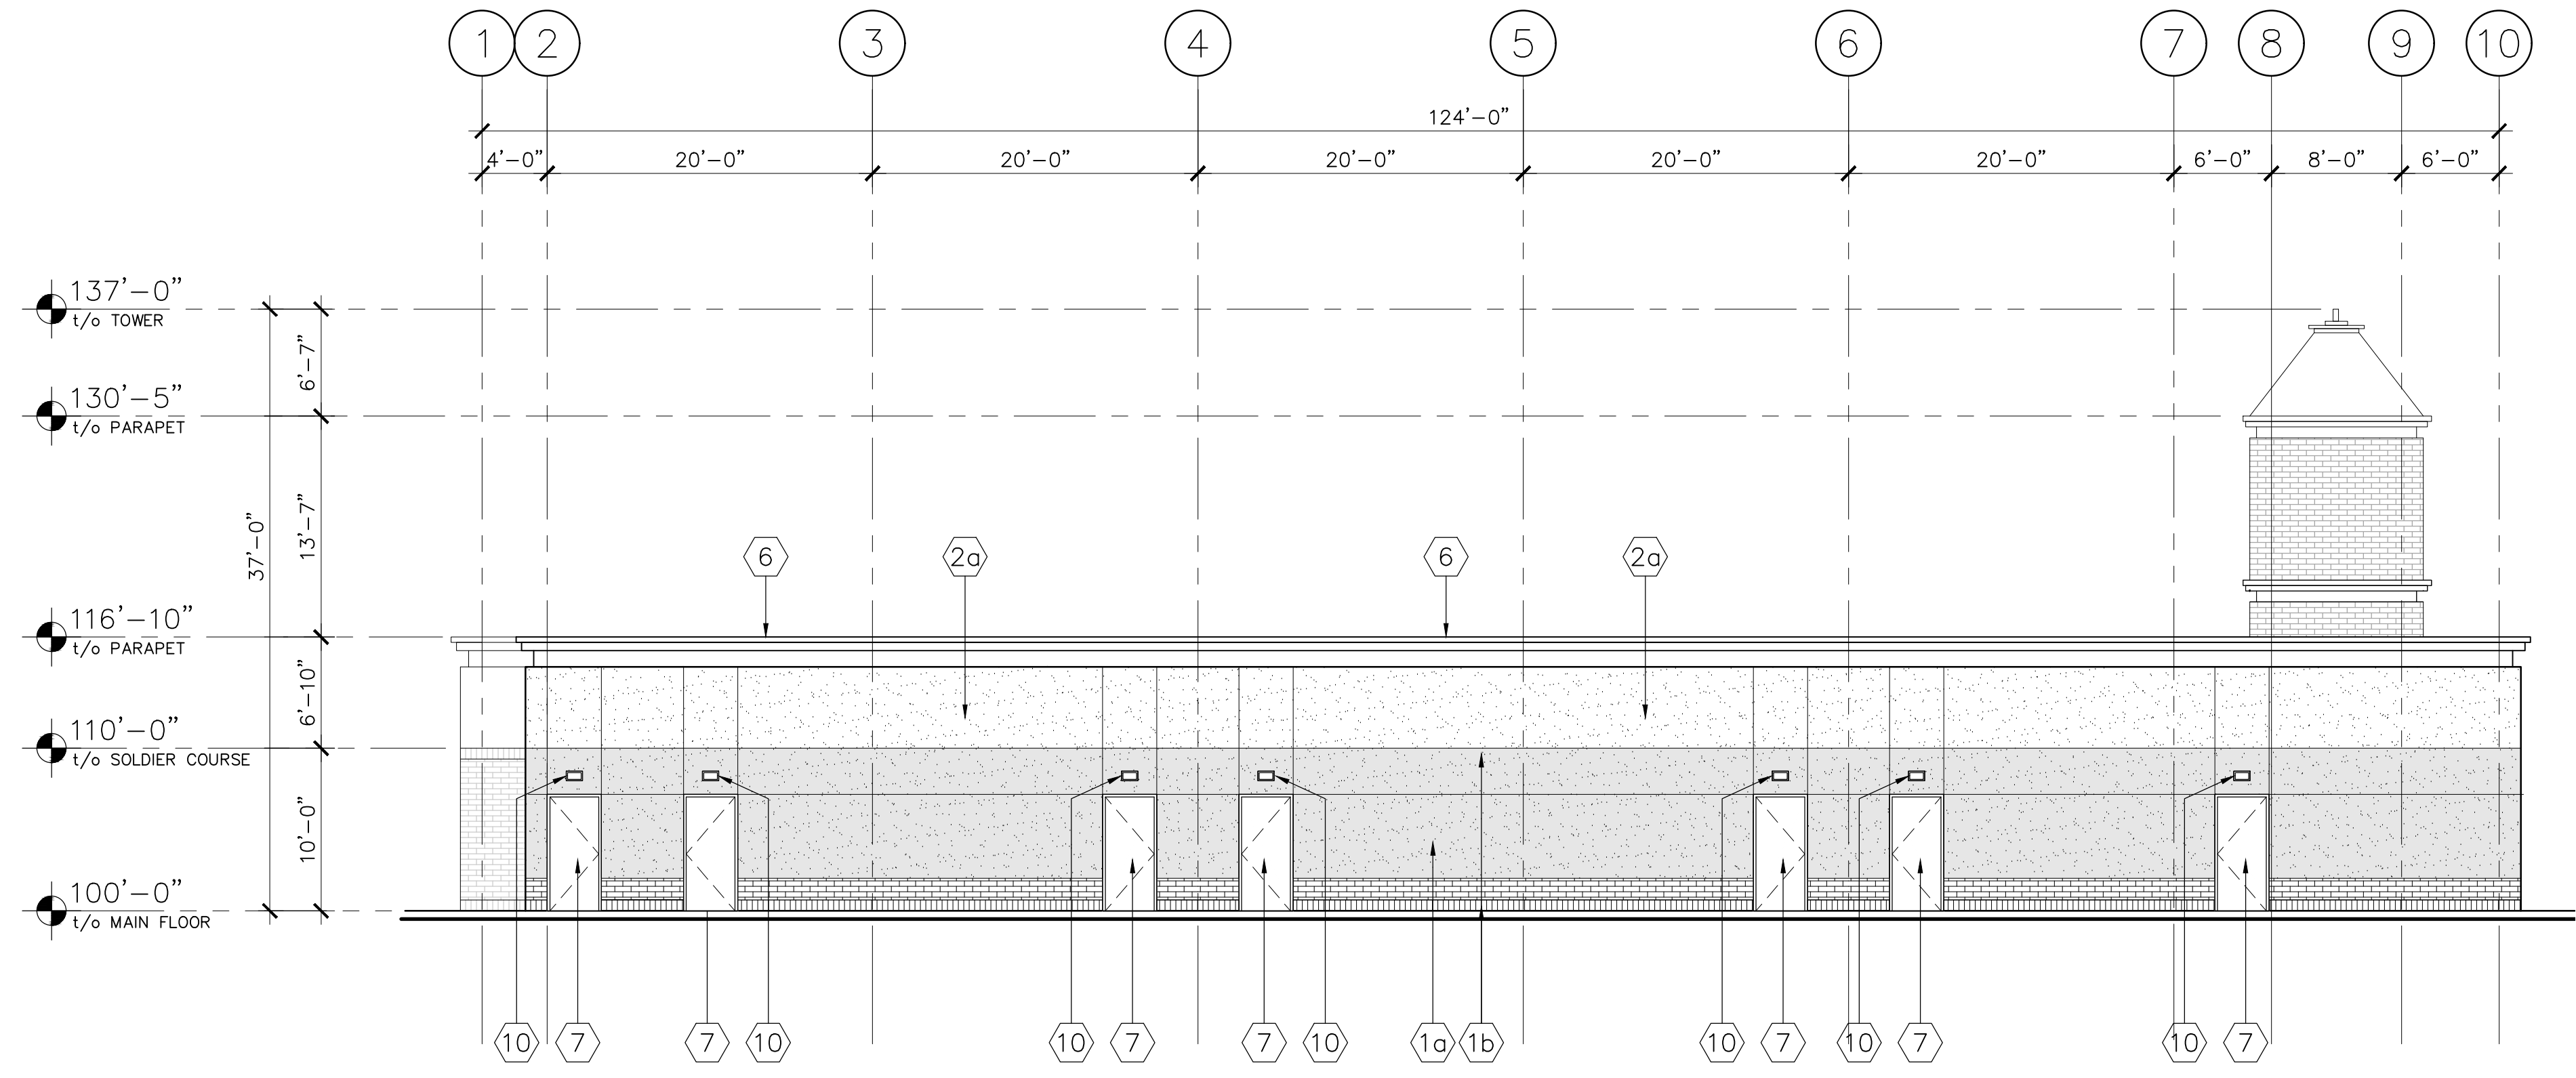 1 2 3 4 5 6 7 8 9 10
124’-0”
4’-0” 20’-0” 20’-0” 20’-0” 20’-0” 20’-0” 6’-0” 8’-0” 6’-0”
137’-0”
t/o TOWER
6’-7”
130’-5”
t/o PARAPET
37’-0”
13’-7”
6 2a 6 2a
116’-10”
t/o PARAPET
6’-10”
110’-0”
t/o SOLDIER COURSE
10’-0”
100’-0”
t/o MAIN FLOOR
10 7 7 10 10 7 7 10 1a 1b 10 7 10 7 10 7